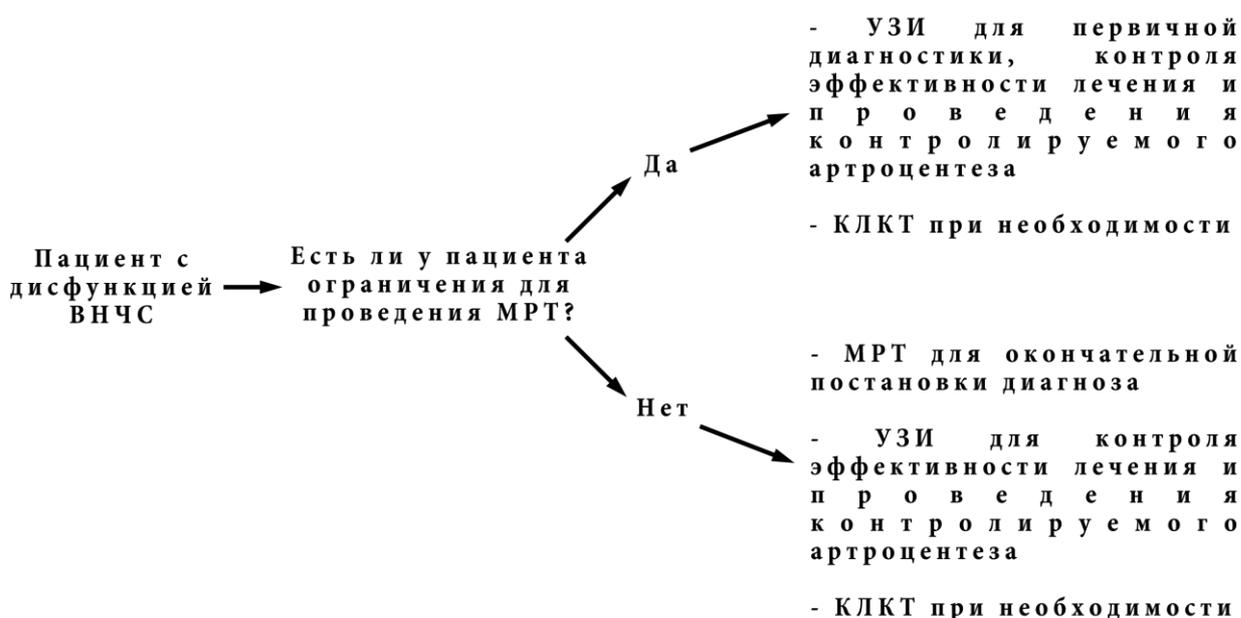 Пациент с
дисфункцией
ВНЧС
Есть ли у пациента
ограничения для
проведения МРТ?
Да
- УЗИ для первичной
диагностики, контроля
эффективности лечения и
проведения
контролируемого
артроцентеза
- КЛКТ при необходимости
Нет
- МРТ для окончательной
постановки диагноза
- УЗИ для контроля
эффективности лечения и
проведения
контролируемого
артроцентеза
- КЛКТ при необходимости